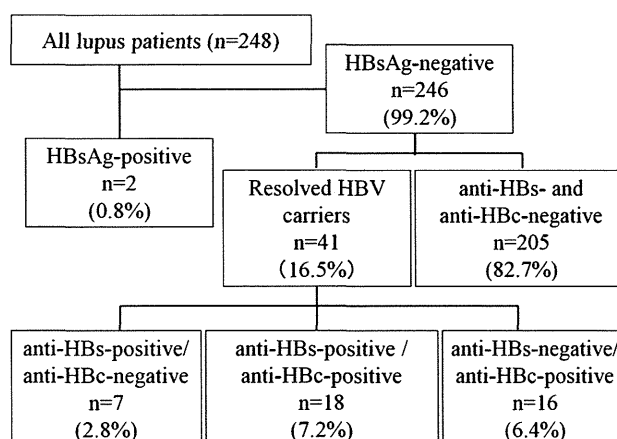 All lupus patients (n=248)
HBsAg-negative
n=246
(99.2%)
HBsAg-positive
n=2
(0.8%)
Resolved HBV
carriers
n=41
(16.5%)
anti-HBs- and
anti-HBc-negative
n=205
(82.7%)
anti-HBs-positive/
anti-HBc-negative
n=7
(2.8%)
anti-HBs-positive /
anti-HBc-positive
n=18
(7.2%)
anti-HBs-negative/
anti-HBc-positive
n=16
(6.4%)